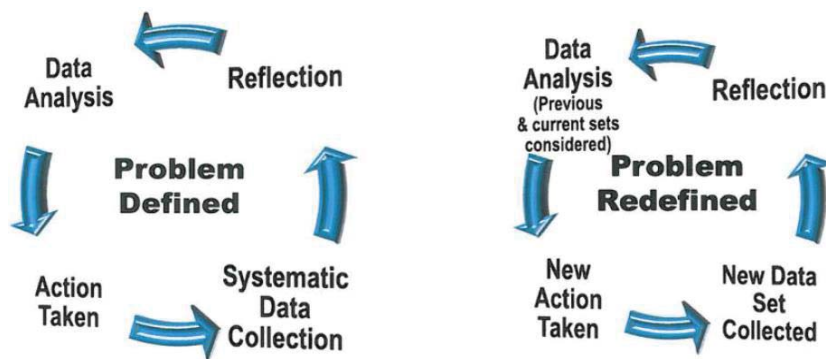 Data
Analysis
Reflection
Problem
Defined
Action
Taken
Systematic
Data
Collection
Data
Analysis
(Previous
& current sets
considered)
Reflection
Problem
Redefined
New
Action
Taken
New Data
Set
Collected